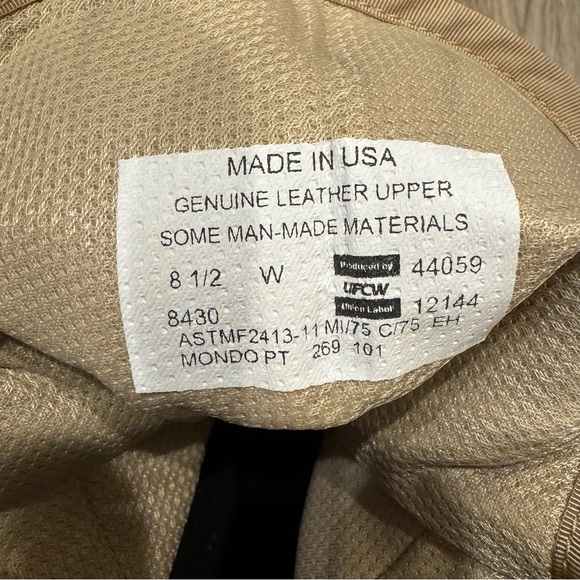 MADE IN USA
GENUINE LEATHER UPPER
SOME MAN-MADE MATERIALS
8 1/2 W Produced by 44059
UFCW
8430 Union Label 12144
ASTMF2413-11 MI/75 C/75 EH
MONDO PT 269 101